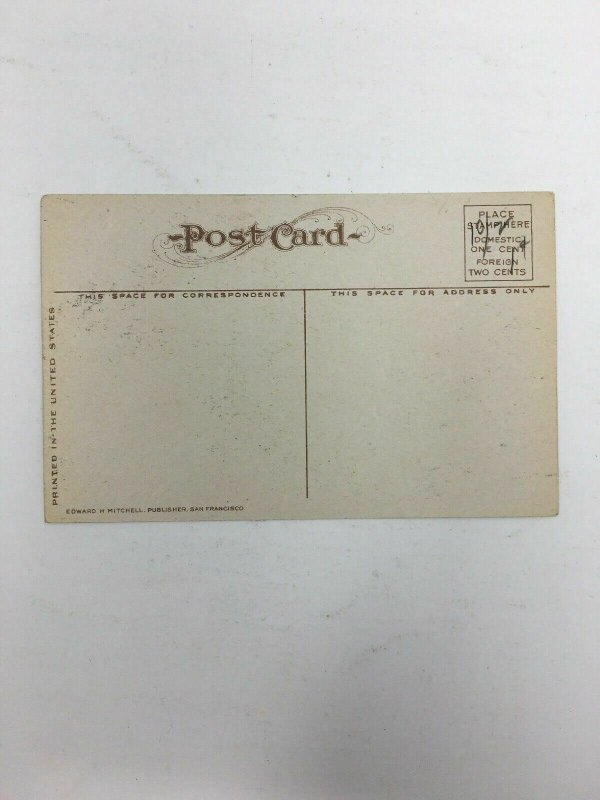 -Post Card-
PLACE
STAMP HERE
DOMESTIC
ONE CENT
FOREIGN
TWO CENTS
THIS SPACE FOR CORRESPONDENCE
THIS SPACE FOR ADDRESS ONLY
PRINTED IN THE UNITED STATES
EDWARD H MITCHELL, PUBLISHER, SAN FRANCISCO